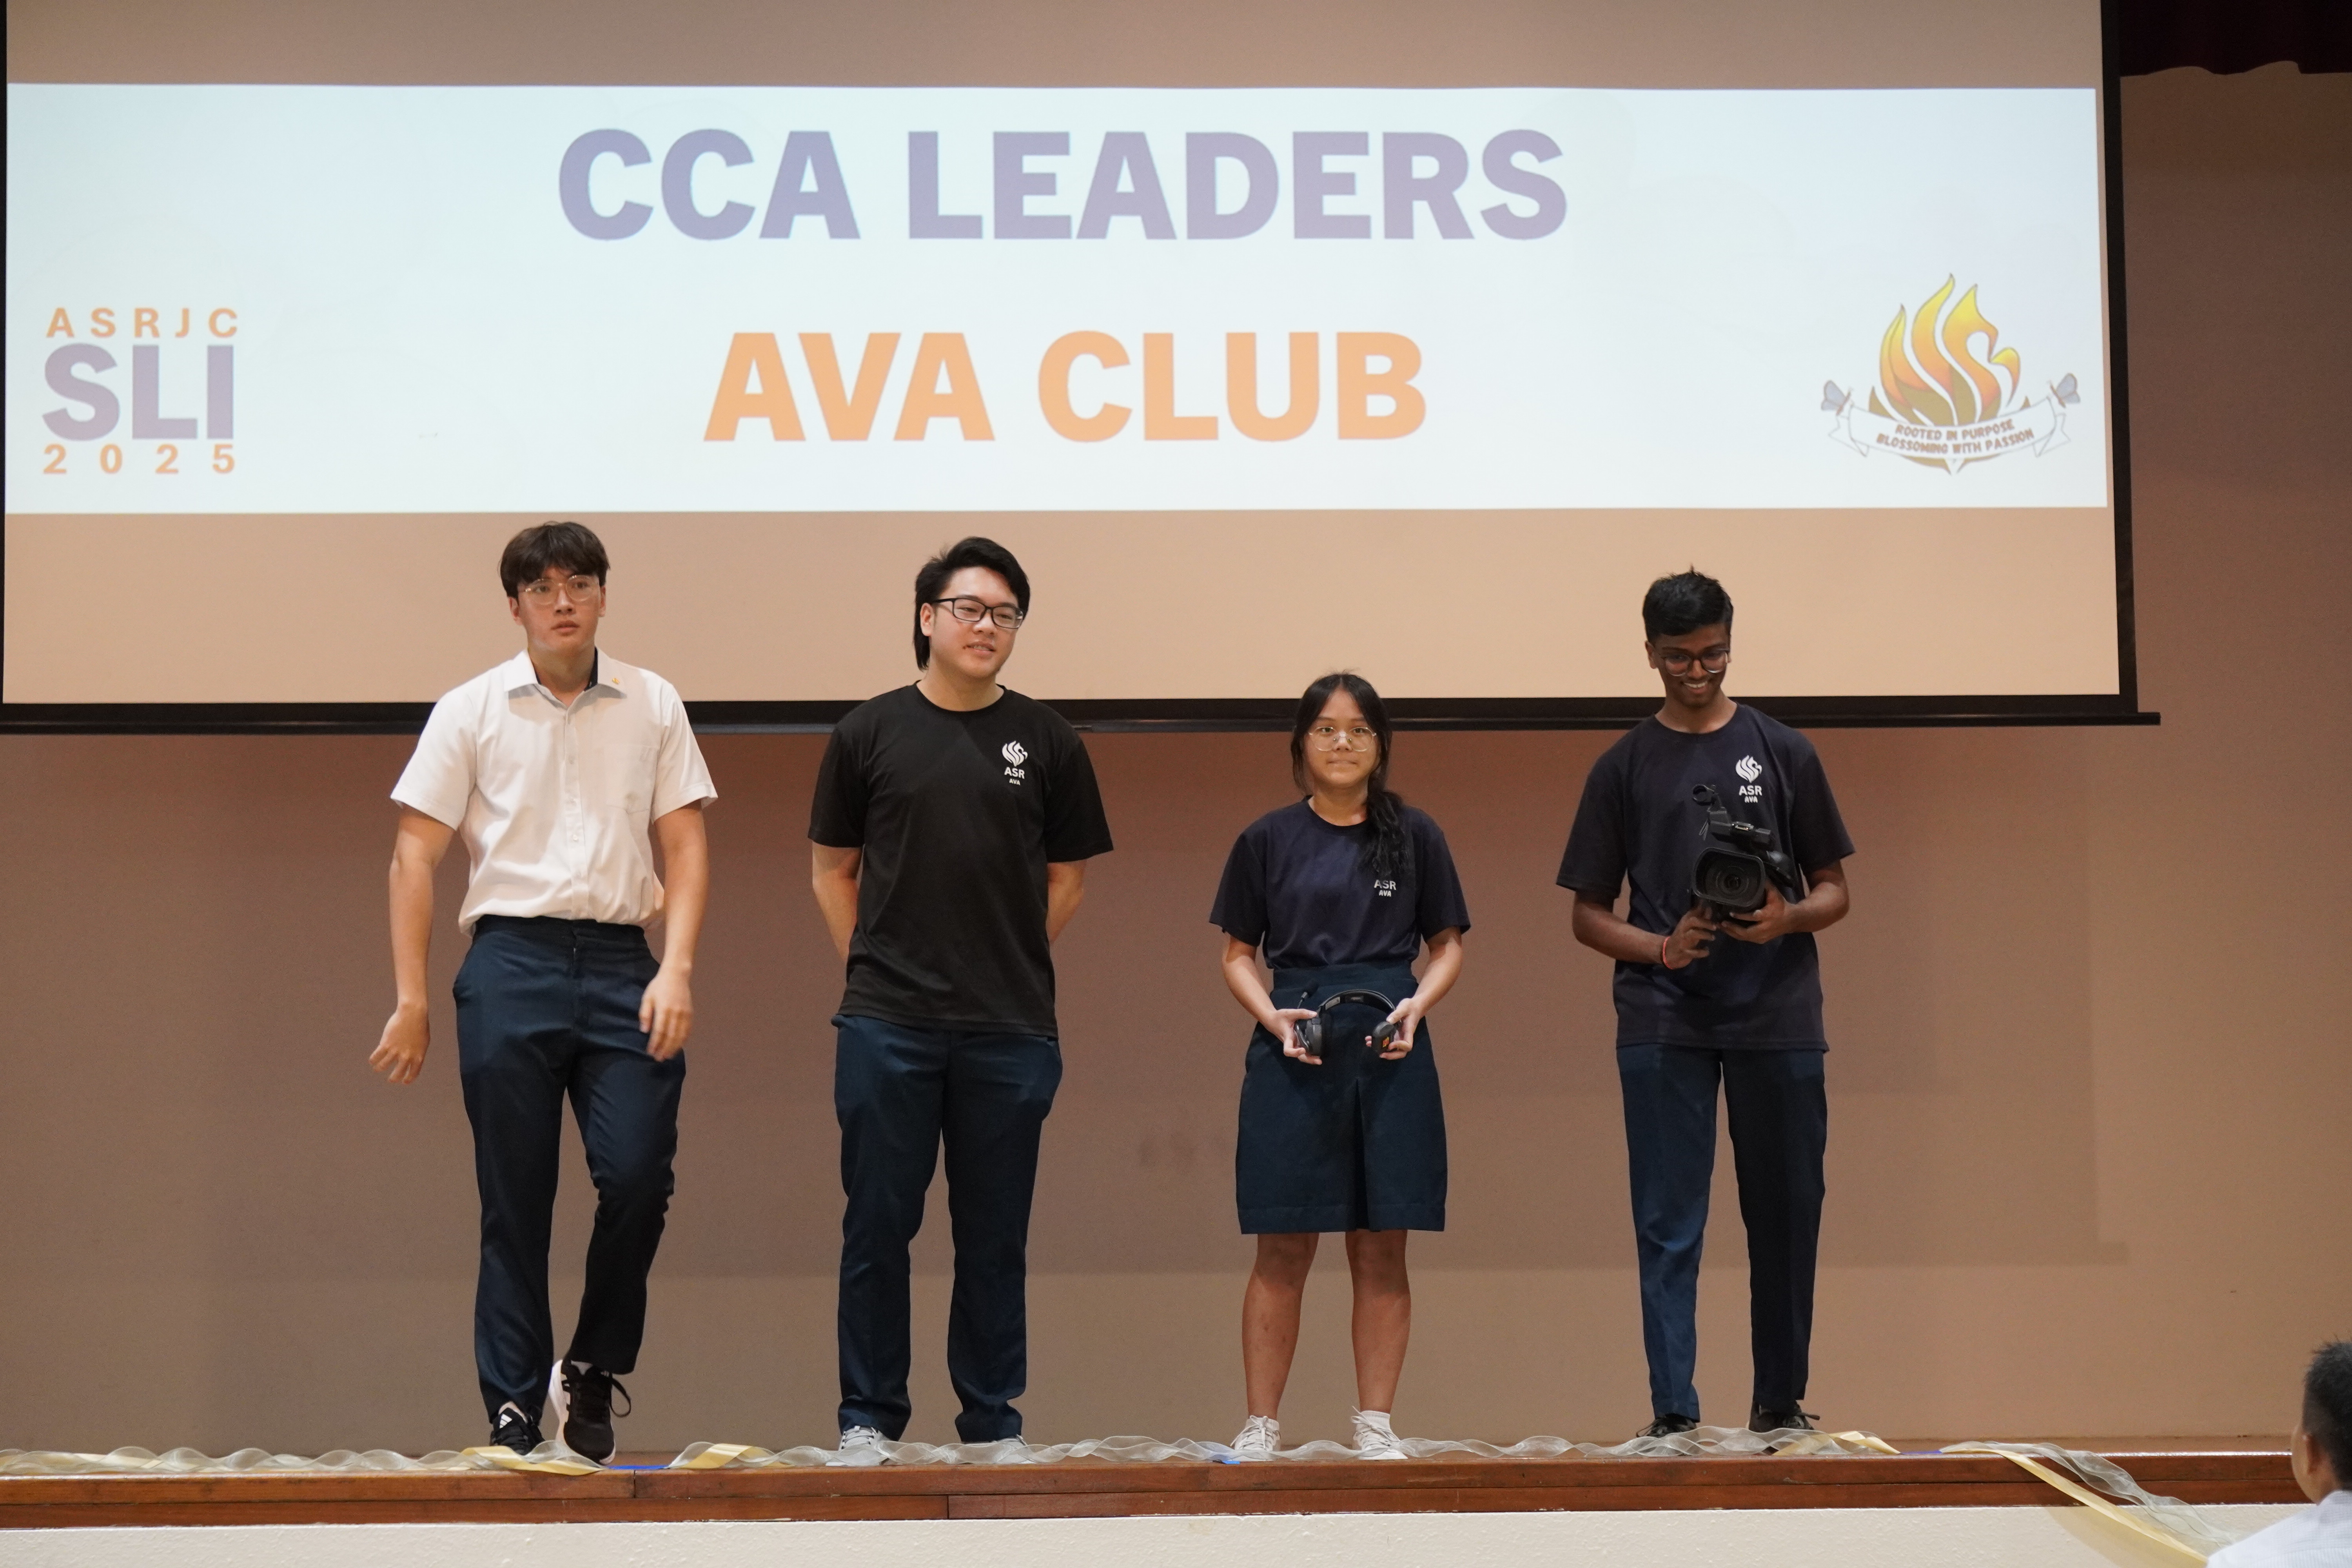 CCA LEADERS
AVA CLUB
ASRJC
SLI
2025
ROOTED IN PURPOSE
BLOSSOMING WITH PASSION
ASR
AVA
ASR
AVA
ASR
AVA